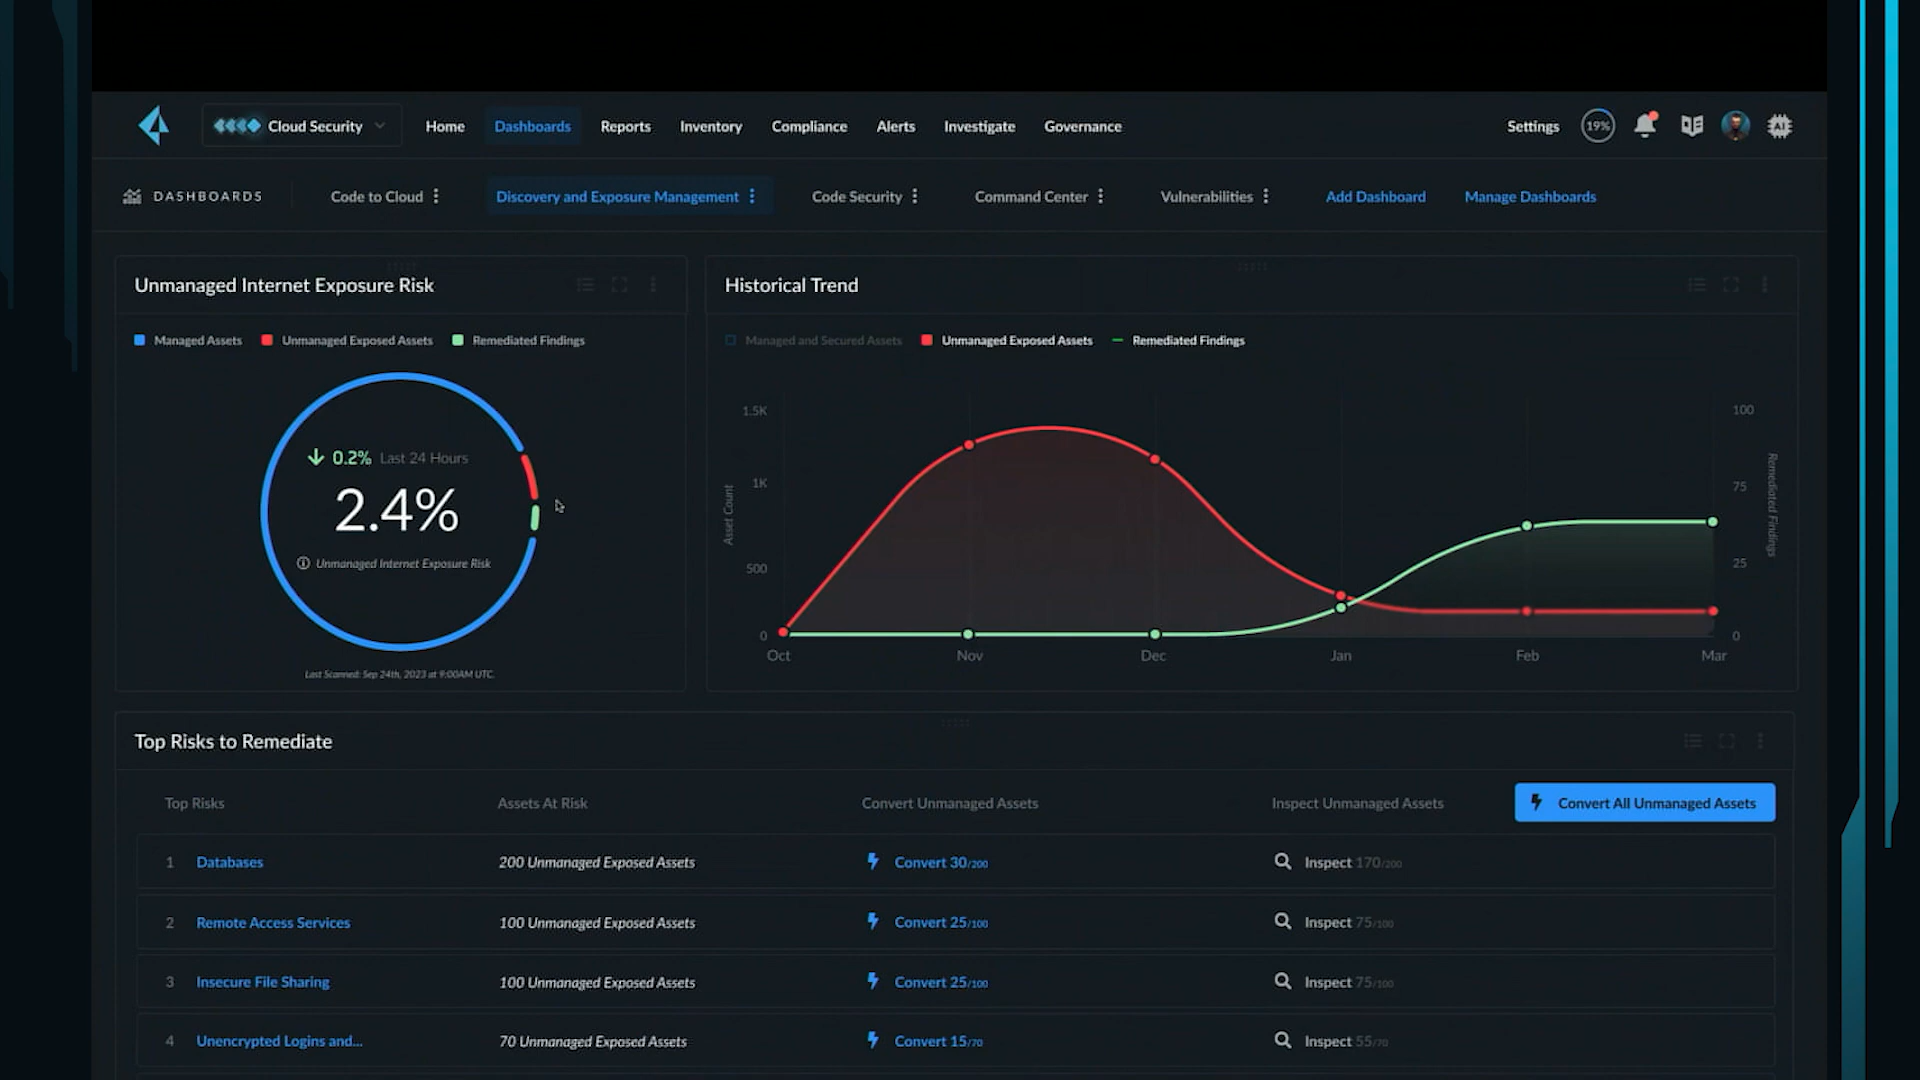 Cloud Security Home Dashboards Reports Inventory Compliance Alerts Investigate Governance Settings 19% AI
DASHBOARDS Code to Cloud Discovery and Exposure Management Code Security Command Center Vulnerabilities Add Dashboard Manage Dashboards
Unmanaged Internet Exposure Risk
Managed Assets Unmanaged Exposed Assets Remediated Findings
0.2% Last 24 Hours
2.4%
Unmanaged Internet Exposure Risk
Last Scanned: Sep 24th, 2023 at 9:00AM UTC.
Historical Trend
Managed and Secured Assets Unmanaged Exposed Assets Remediated Findings
1.5K
1K
500
0
Asset Count
100
75
25
0
Remediated Findings
Oct Nov Dec Jan Feb Mar
Top Risks to Remediate
Top Risks Assets At Risk Convert Unmanaged Assets Inspect Unmanaged Assets Convert All Unmanaged Assets
1 Databases 200 Unmanaged Exposed Assets Convert 30/200 Inspect 170/200
2 Remote Access Services 100 Unmanaged Exposed Assets Convert 25/100 Inspect 75/100
3 Insecure File Sharing 100 Unmanaged Exposed Assets Convert 25/100 Inspect 75/100
4 Unencrypted Logins and... 70 Unmanaged Exposed Assets Convert 15/70 Inspect 55/70